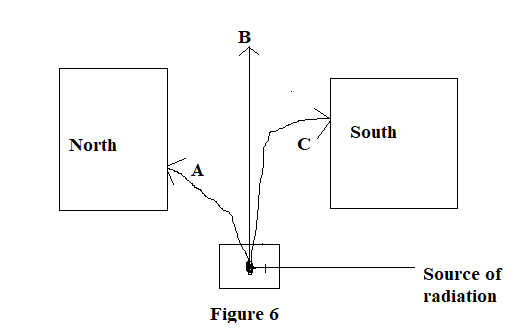 B
North
South
A
C
Source of
radiation
Figure 6